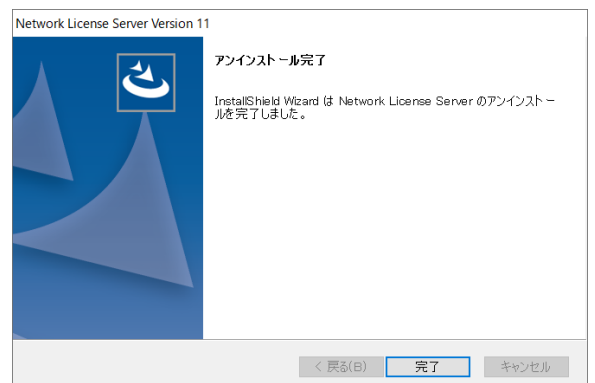 Network License Server Version 11
アンインストール完了
InstallShield Wizard は Network License Server のアンインストー
ルを完了しました。
< 戻る(B)
完了
キャンセル